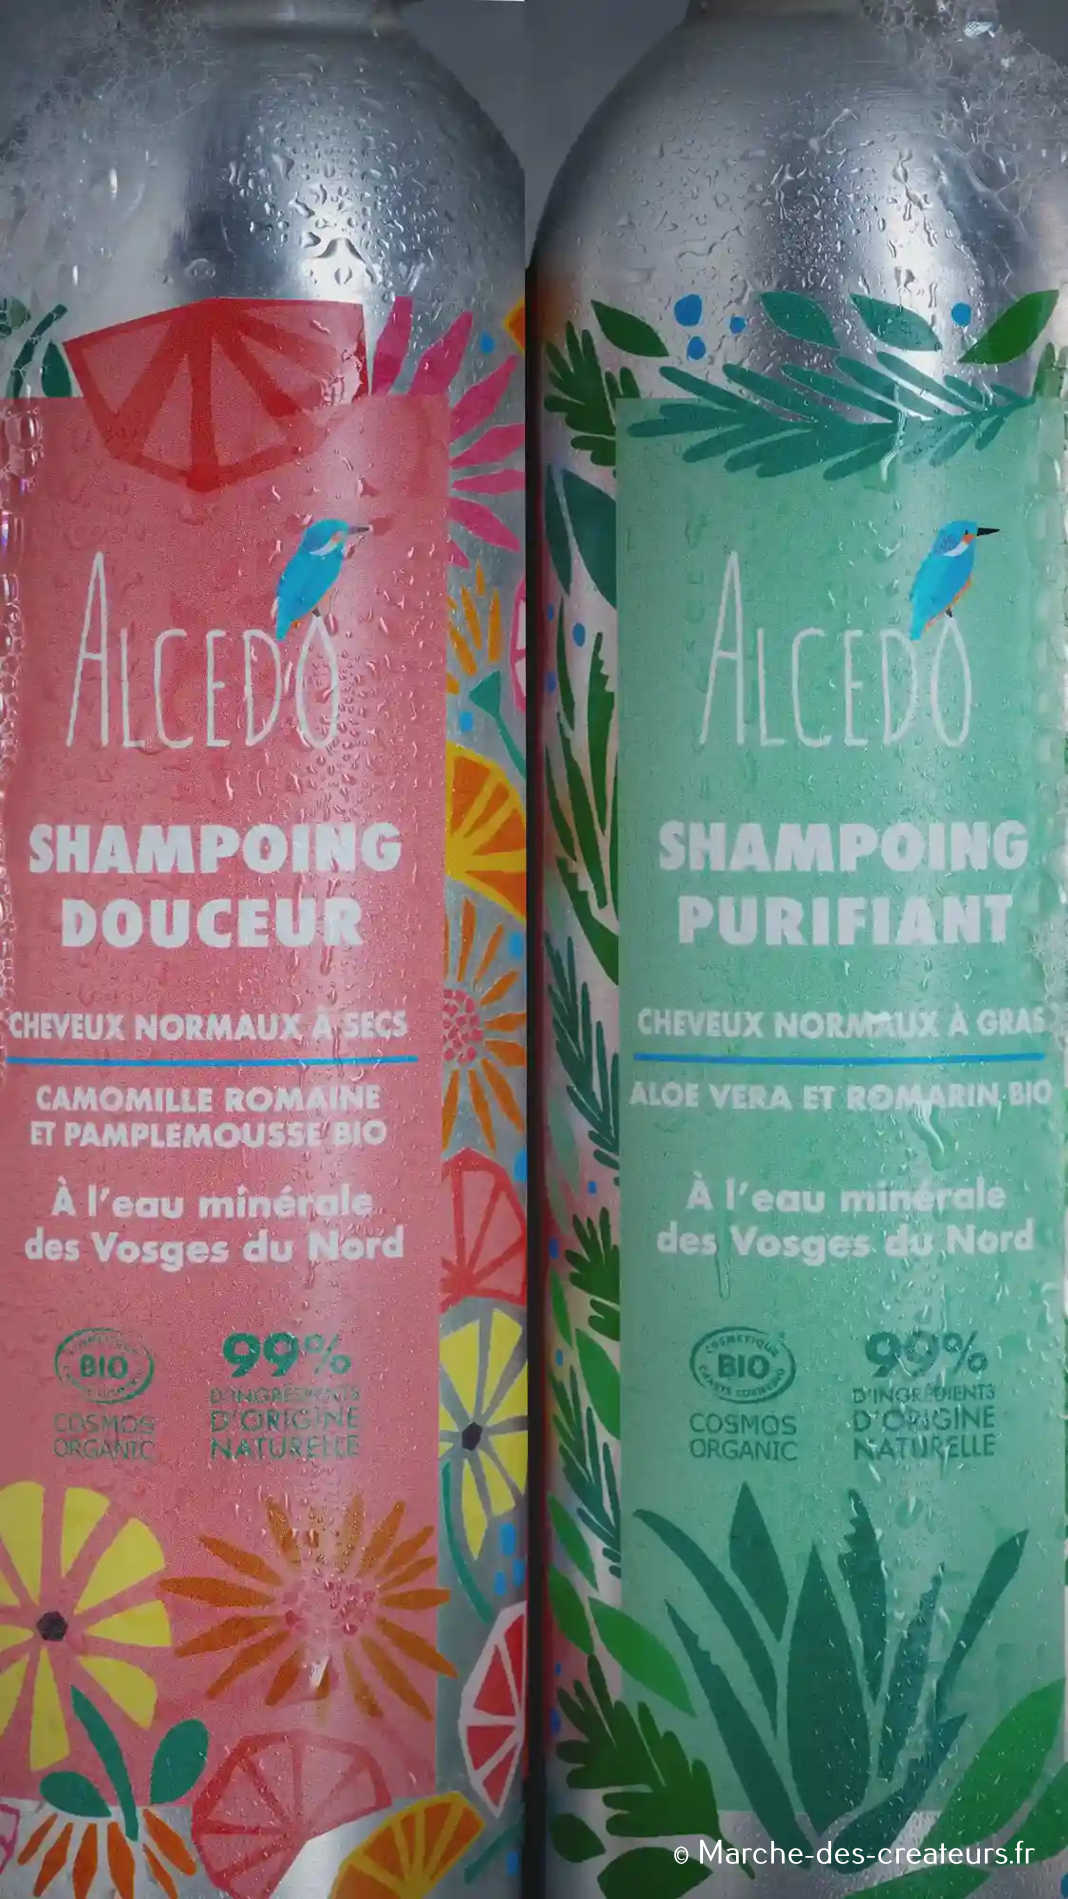 ALCEDO
SHAMPOING
DOUCEUR
CHEVEUX NORMAUX À SECS
CAMOMILLE ROMAINE
ET PAMPLEMOUSSE BIO
À l'eau minérale
des Vosges du Nord
BIO
COSMOS
ORGANIC
99%
D'INGRÉDIENTS
D'ORIGINE
NATURELLE
ALCEDO
SHAMPOING
PURIFIANT
CHEVEUX NORMAUX À GRAS
ALOE VERA ET ROMARIN BIO
À l'eau minérale
des Vosges du Nord
COSMETIQUE
BIO
COSMOS
ORGANIC
99%
D'INGRÉDIENTS
D'ORIGINE
NATURELLE
© Marche-des-createurs.fr